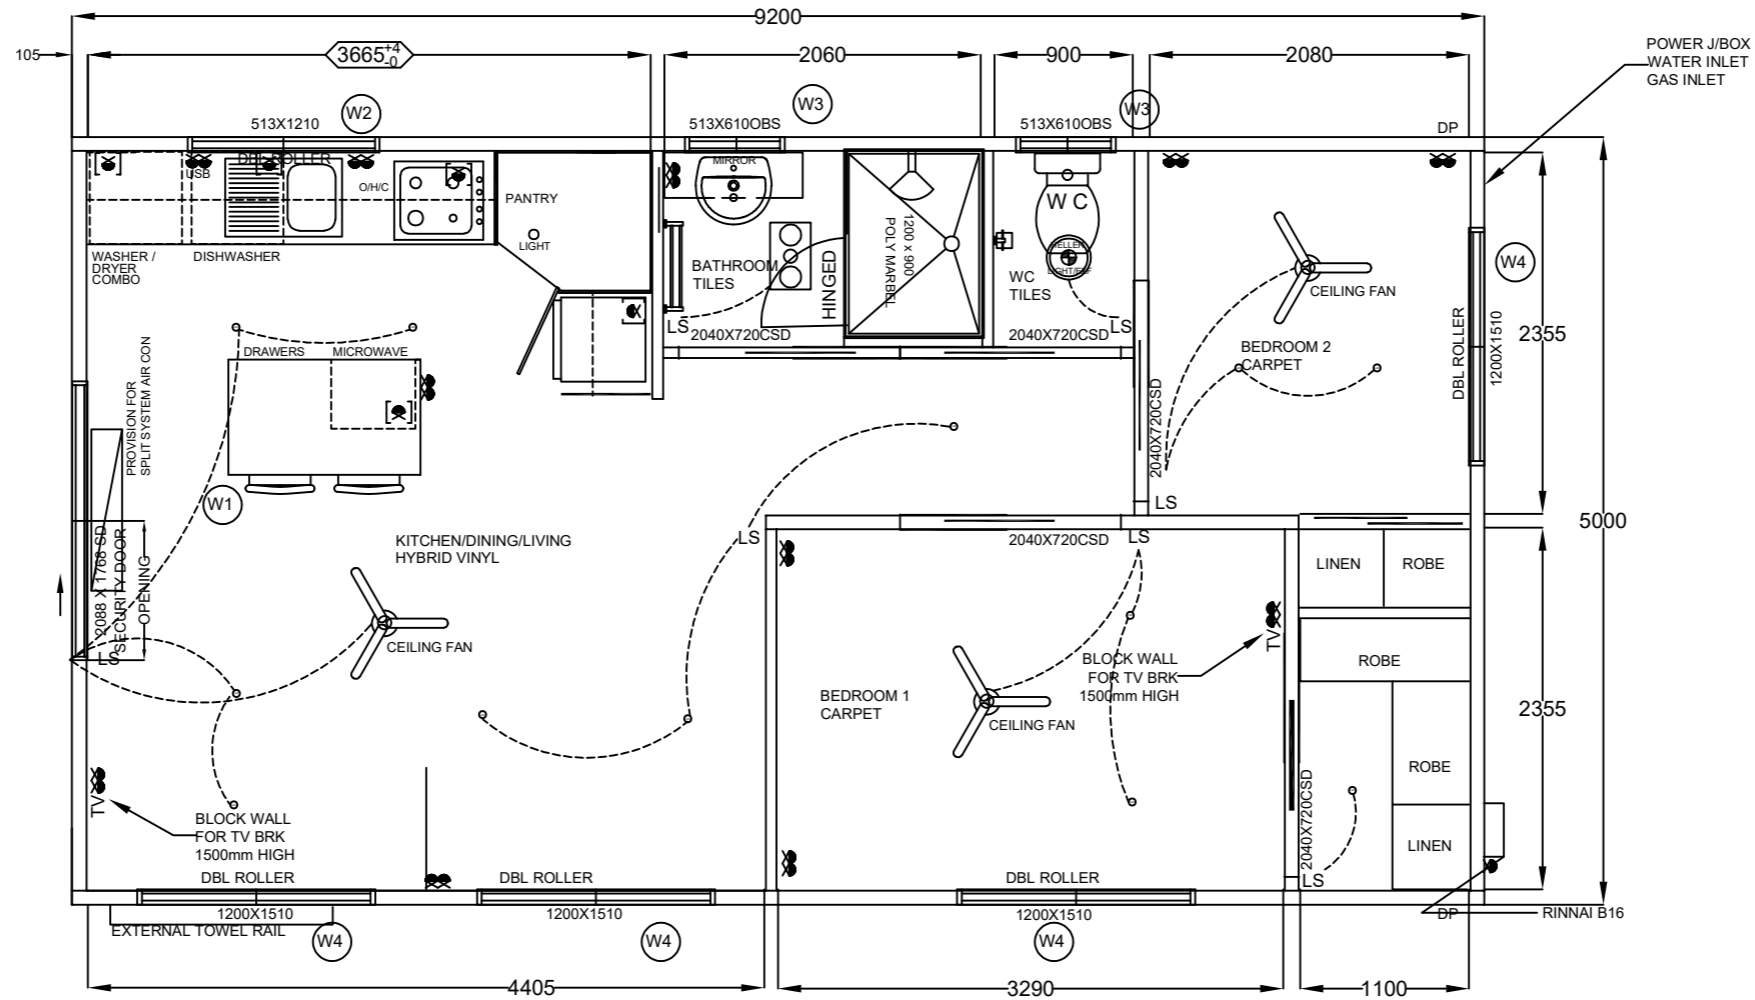 9200
105
3665+4-0
2060
900
2080
POWER J/BOX
WATER INLET
GAS INLET
W2
W3
W3
513X1210
513X610OBS
513X610OBS
DP
DBL ROLLER
USB
O/H/C
PANTRY
LIGHT
MIRROR
WASHER /
DRYER
COMBO
DISHWASHER
BATHROOM
TILES
HINGED
1200 x 900
POLY MARBEL
W C
WC
TILES
LS
2040X720CSD
2040X720CSD
LS
CEILING FAN
W4
DBL ROLLER
1200X1510
2355
BEDROOM 2
CARPET
DRAWERS
MICROWAVE
PROVISION FOR
SPLIT SYSTEM AIR CON
2040X720CSD
LS
W1
2088 X 1768 SD
SECURITY DOOR
OPENING
LS
KITCHEN/DINING/LIVING
HYBRID VINYL
LS
2040X720CSD
LS
5000
LINEN
ROBE
CEILING FAN
BLOCK WALL
FOR TV BRK
1500mm HIGH
TV
ROBE
BEDROOM 1
CARPET
CEILING FAN
2355
ROBE
TV
BLOCK WALL
FOR TV BRK
1500mm HIGH
2040X720CSD
LINEN
LS
DBL ROLLER
DBL ROLLER
DBL ROLLER
1200X1510
1200X1510
1200X1510
DP
RINNAI B16
EXTERNAL TOWEL RAIL
W4
W4
W4
4405
3290
1100